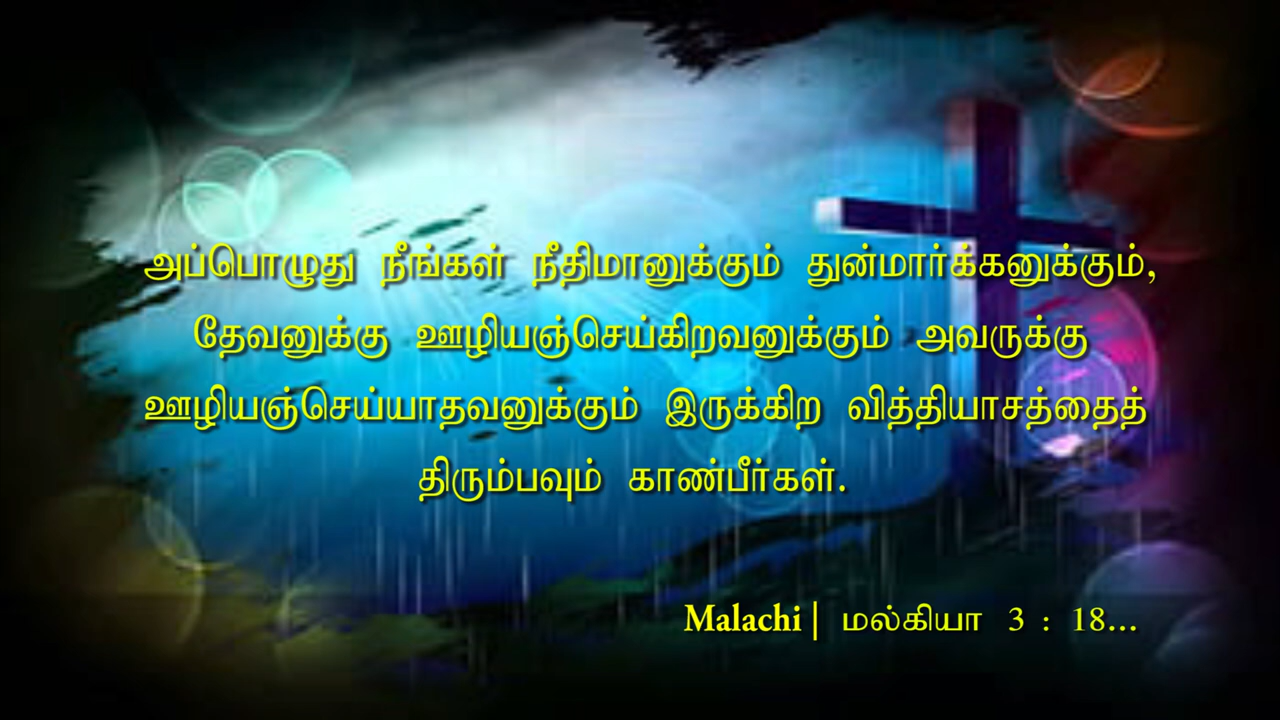 அப்பொழுது நீங்கள் நீதிமானுக்கும் துன்மார்க்கனுக்கும்,
தேவனுக்கு ஊழியஞ்செய்கிறவனுக்கும் அவருக்கு
ஊழியஞ்செய்யாதவனுக்கும் இருக்கிற வித்தியாசத்தைத்
திரும்பவும் காண்பீர்கள்.
Malachi | மல்கியா 3 : 18...